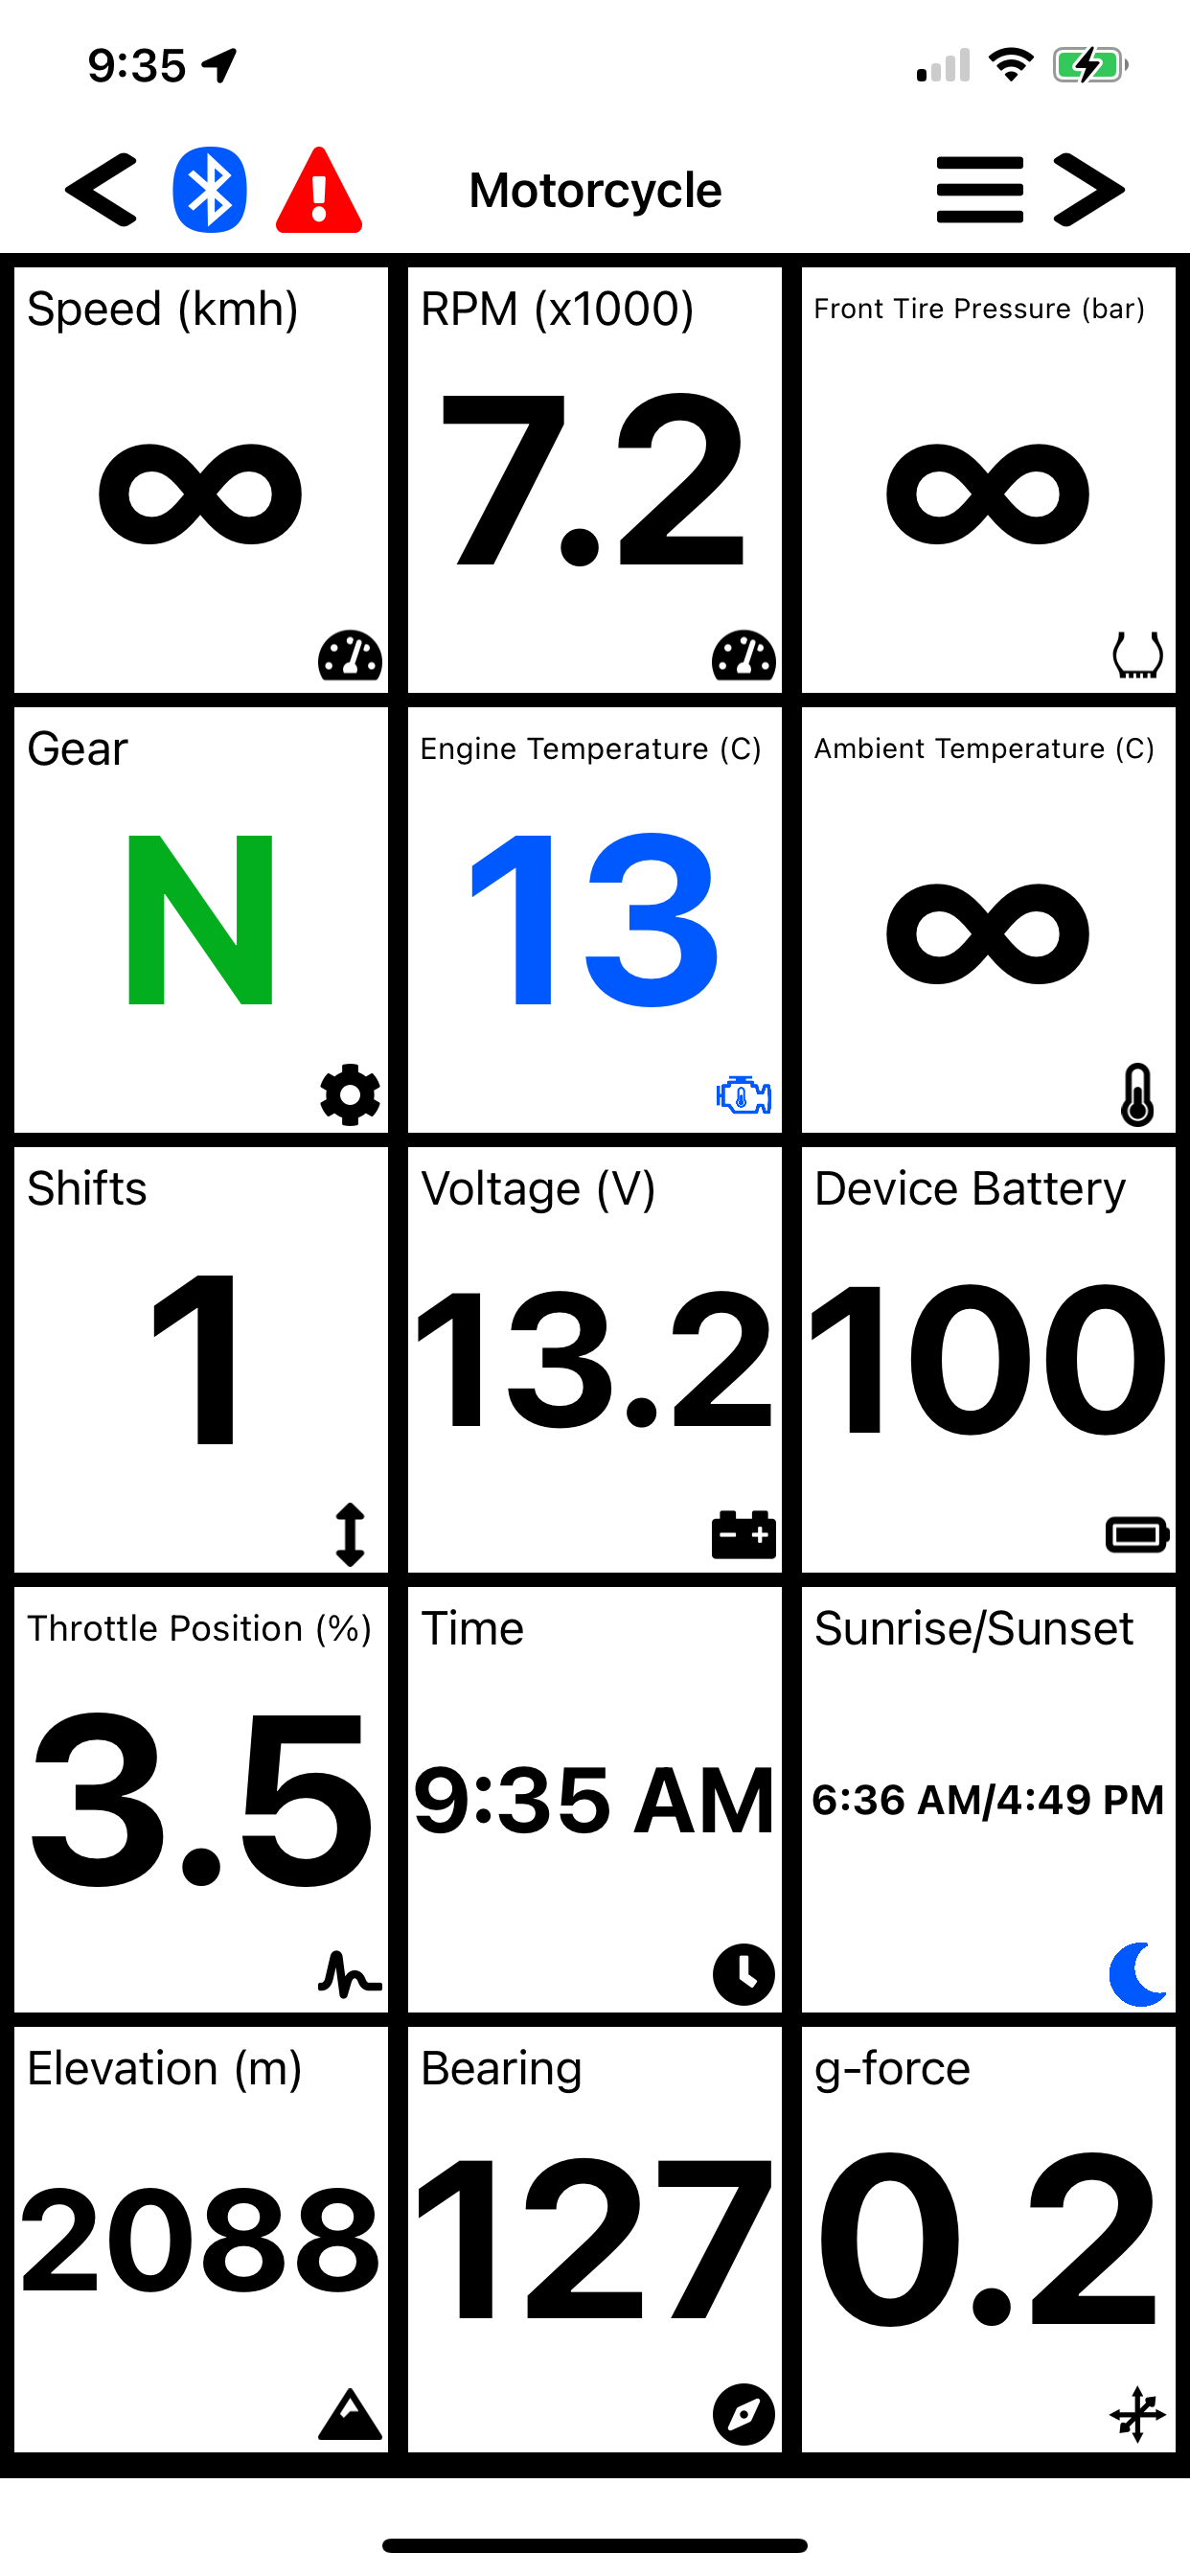 9:35
Motorcycle
Speed (kmh)
∞
RPM (x1000)
7.2
Front Tire Pressure (bar)
∞
Gear
N
Engine Temperature (C)
13
Ambient Temperature (C)
∞
Shifts
1
Voltage (V)
13.2
Device Battery
100
Throttle Position (%)
3.5
Time
9:35 AM
Sunrise/Sunset
6:36 AM/4:49 PM
Elevation (m)
2088
Bearing
127
g-force
0.2